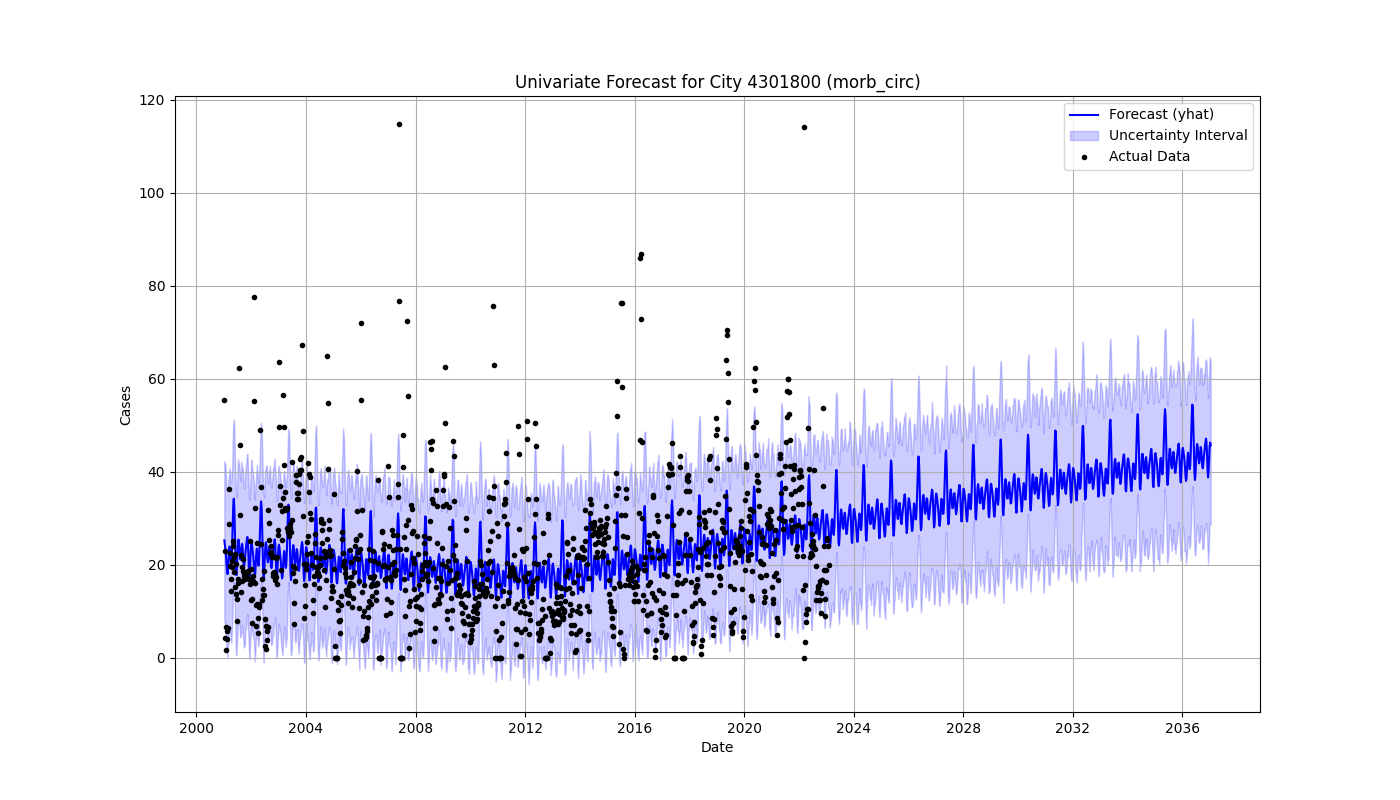 Univariate Forecast for City 4301800 (morb_circ)
120
100
80
60
40
20
0
Cases
Forecast (yhat)
Uncertainty Interval
Actual Data
2000 2004 2008 2012 2016 2020 2024 2028 2032 2036
Date